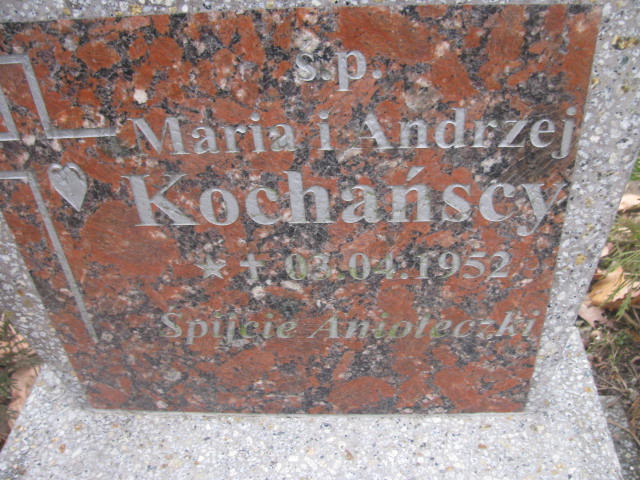 ś.p.
Maria i Andrzej
Kochańscy
★ ✝ 03.04.1952
Śpijcie Aniołeczki